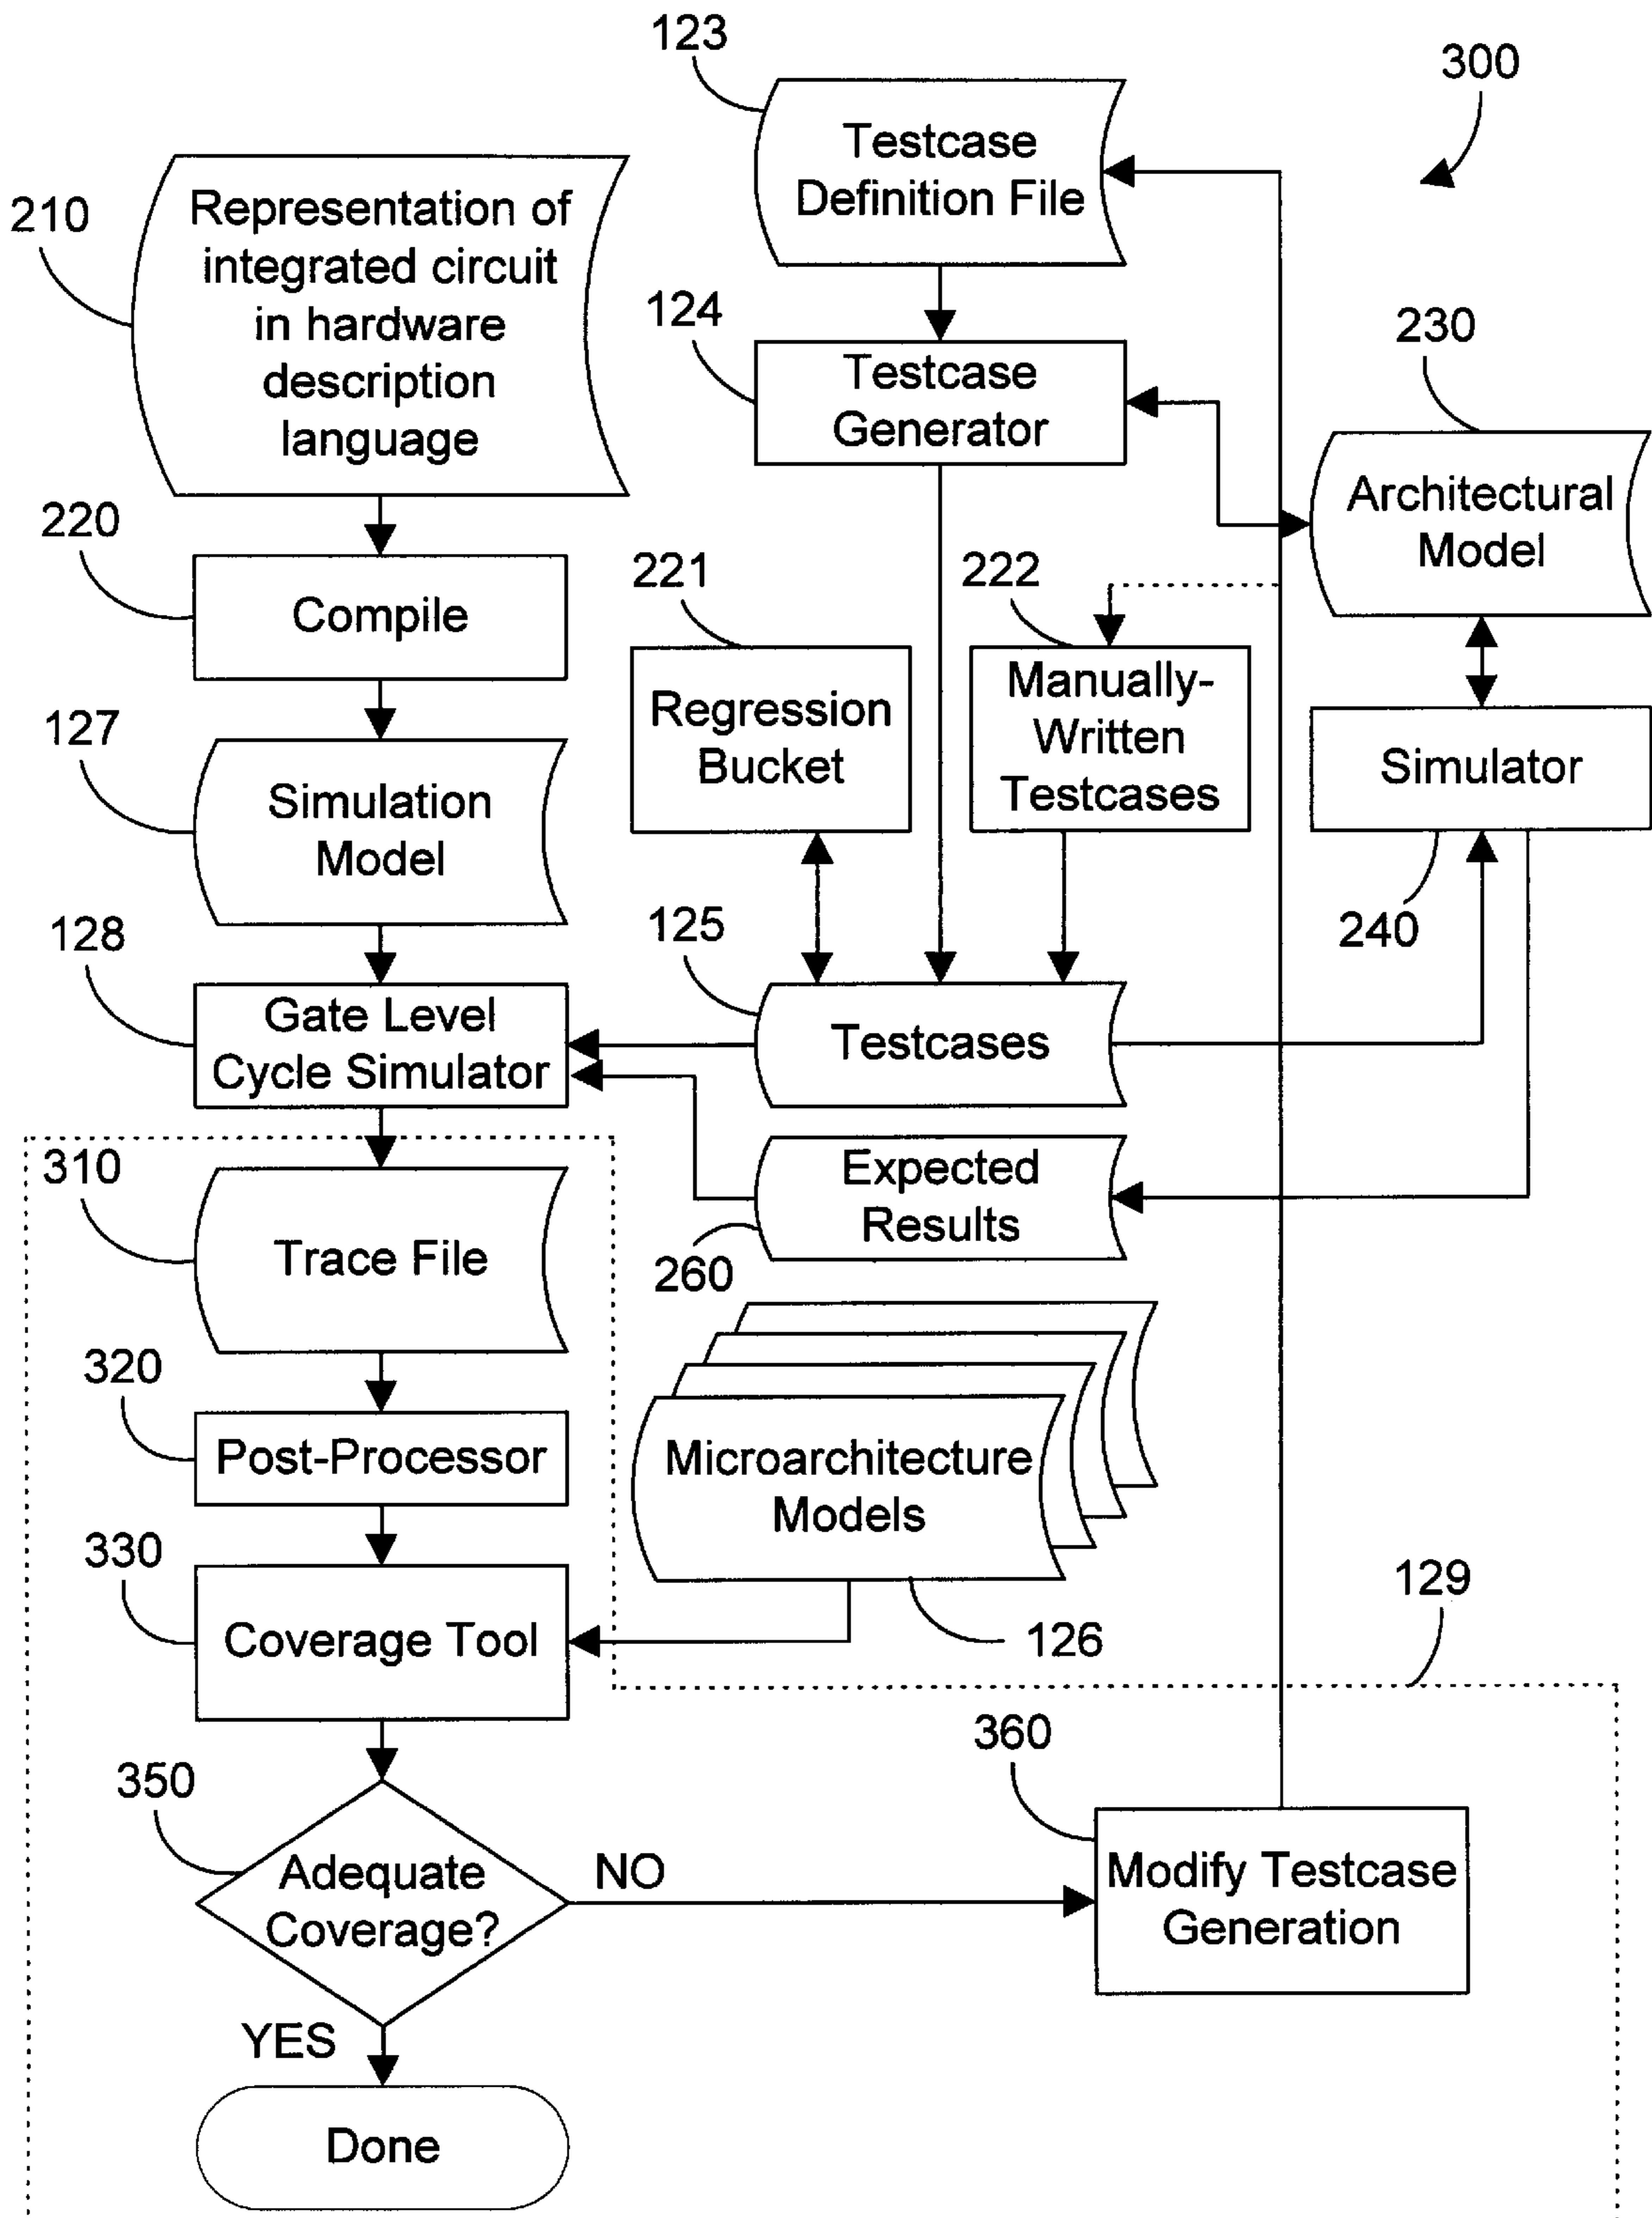 123
300
Testcase
Definition File
210
Representation of
integrated circuit
in hardware
description
language
124
Testcase
Generator
230
Architectural
Model
220
Compile
221
Regression
Bucket
222
Manually-
Written
Testcases
Simulator
240
127
Simulation
Model
128
Gate Level
Cycle Simulator
125
Testcases
310
Trace File
Expected
Results
260
320
Post-Processor
Microarchitecture
Models
126
330
Coverage Tool
129
350
Adequate
Coverage?
NO
360
Modify Testcase
Generation
YES
Done